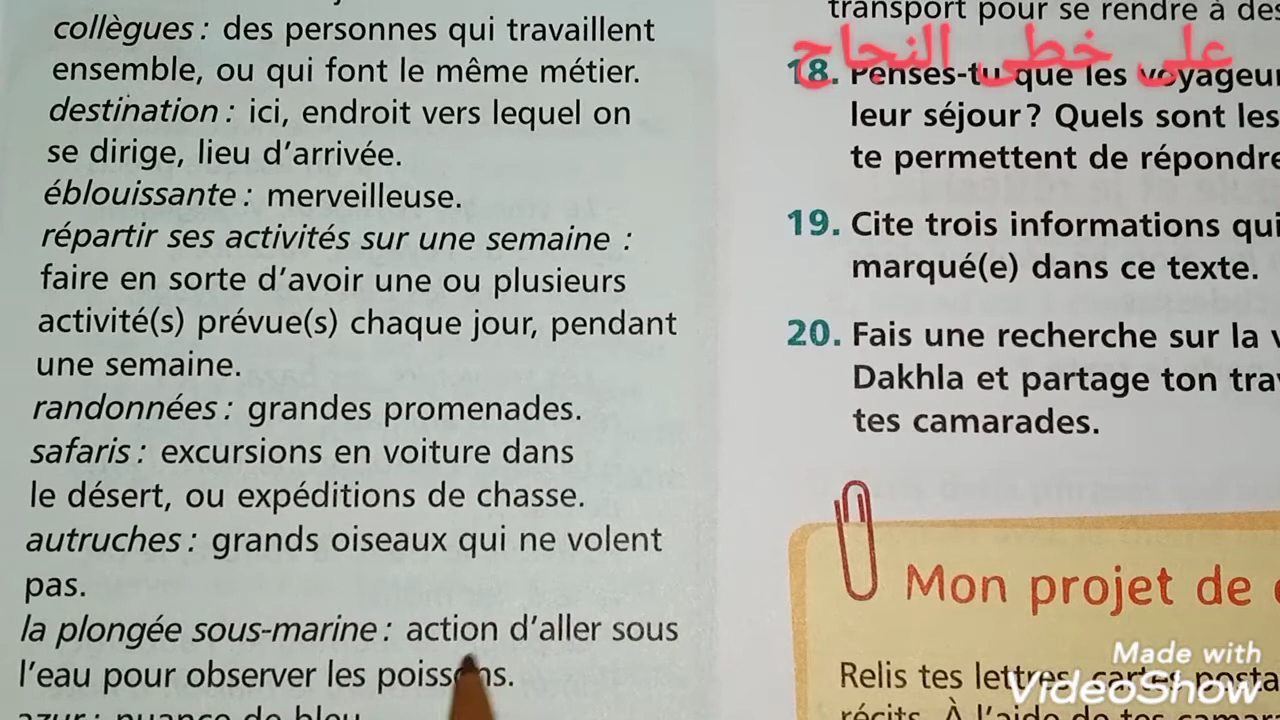 collègues : des personnes qui travaillent
ensemble, ou qui font le même métier.
destination : ici, endroit vers lequel on
se dirige, lieu d'arrivée.
éblouissante : merveilleuse.
répartir ses activités sur une semaine :
faire en sorte d'avoir une ou plusieurs
activité(s) prévue(s) chaque jour, pendant
une semaine.
randonnées : grandes promenades.
safaris : excursions en voiture dans
le désert, ou expéditions de chasse.
autruches : grands oiseaux qui ne volent
pas.
la plongée sous-marine : action d'aller sous
l'eau pour observer les poissons.
azur : nuance de bleu
transport pour se rendre à des
على خطى النجاح
18. Penses-tu que les voyageur
leur séjour ? Quels sont les
te permettent de répondre
19. Cite trois informations qui
marqué(e) dans ce texte.
20. Fais une recherche sur la v
Dakhla et partage ton tra
tes camarades.
Mon projet de
Made with
VideoShow
Relis tes lettres, cartes posta
récits. À l'aide de tes camar